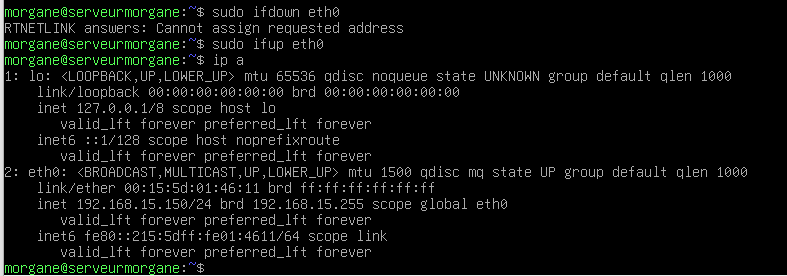 morgane@serveurmorgane:~$ sudo ifdown eth0
RTNETLINK answers: Cannot assign requested address
morgane@serveurmorgane:~$ sudo ifup eth0
morgane@serveurmorgane:~$ ip a
1: lo: <LOOPBACK,UP,LOWER_UP> mtu 65536 qdisc noqueue state UNKNOWN group default qlen 1000
    link/loopback 00:00:00:00:00:00 brd 00:00:00:00:00:00
    inet 127.0.0.1/8 scope host lo
       valid_lft forever preferred_lft forever
    inet6 ::1/128 scope host noprefixroute
       valid_lft forever preferred_lft forever
2: eth0: <BROADCAST,MULTICAST,UP,LOWER_UP> mtu 1500 qdisc mq state UP group default qlen 1000
    link/ether 00:15:5d:01:46:11 brd ff:ff:ff:ff:ff:ff
    inet 192.168.15.150/24 brd 192.168.15.255 scope global eth0
       valid_lft forever preferred_lft forever
    inet6 fe80::215:5dff:fe01:4611/64 scope link
       valid_lft forever preferred_lft forever
morgane@serveurmorgane:~$